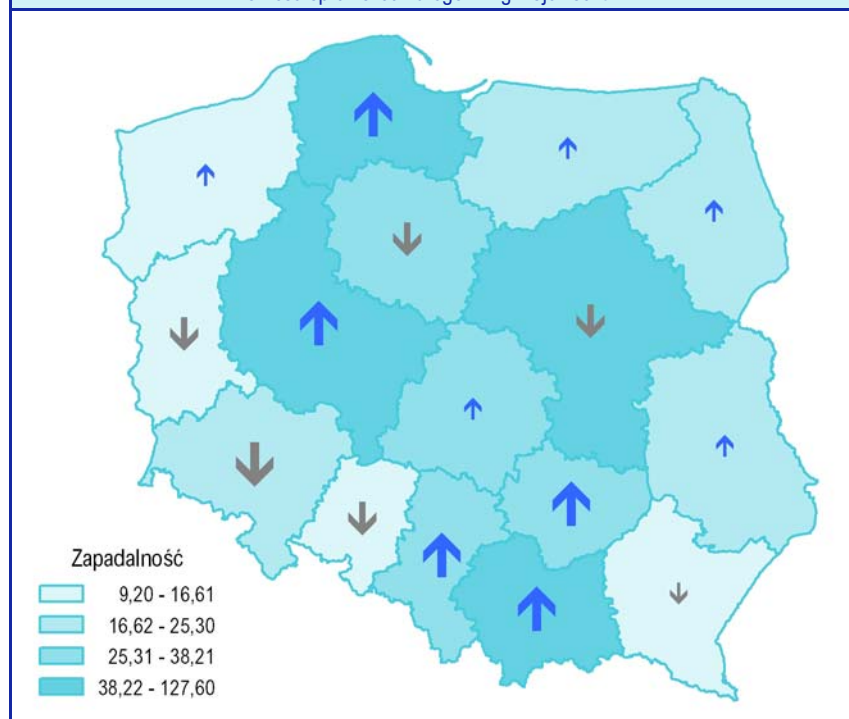 Zapadalność
9,20 - 16,61
16,62 - 25,30
25,31 - 38,21
38,22 - 127,60